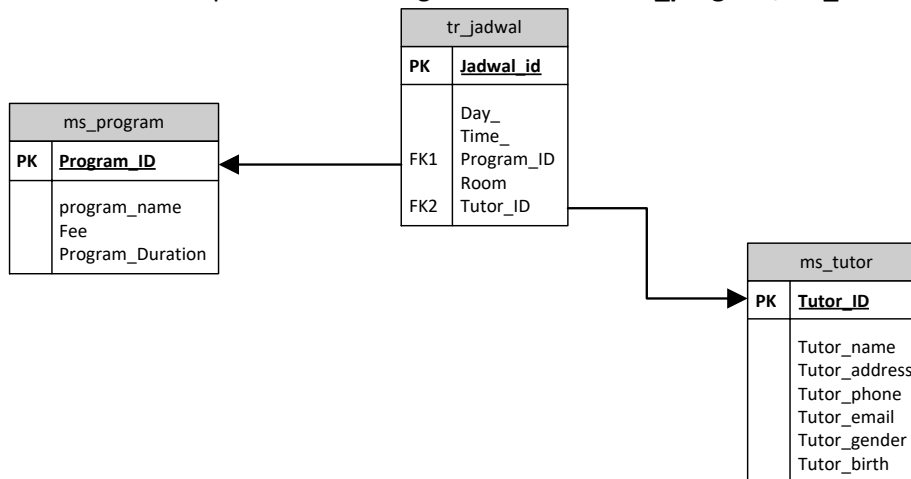 tr_jadwal
PK Jadwal_id
Day_
Time_
FK1 Program_ID
Room
FK2 Tutor_ID
ms_program
PK Program_ID
program_name
Fee
Program_Duration
ms_tutor
PK Tutor_ID
Tutor_name
Tutor_address
Tutor_phone
Tutor_email
Tutor_gender
Tutor_birth